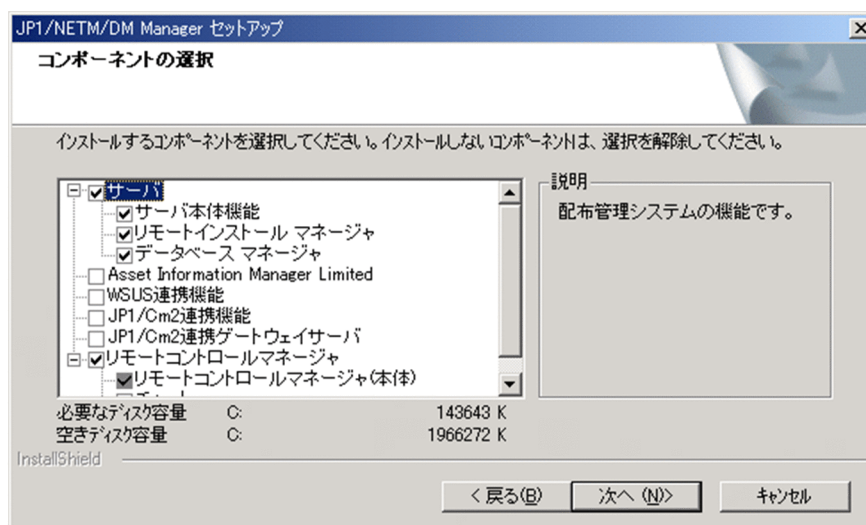 JP1/NETM/DM Manager セットアップ
コンポーネントの選択
インストールするコンポーネントを選択してください。インストールしないコンポーネントは、選択を解除してください。
サーバ
サーバ本体機能
リモートインストール マネージャ
データベース マネージャ
Asset Information Manager Limited
WSUS連携機能
JP1/Cm2連携機能
JP1/Cm2連携ゲートウェイサーバ
リモートコントロールマネージャ
リモートコントロールマネージャ(本体)
説明
配布管理システムの機能です。
必要なディスク容量 C: 143643 K
空きディスク容量 C: 1966272 K
InstallShield
< 戻る(B) 次へ (N)> キャンセル